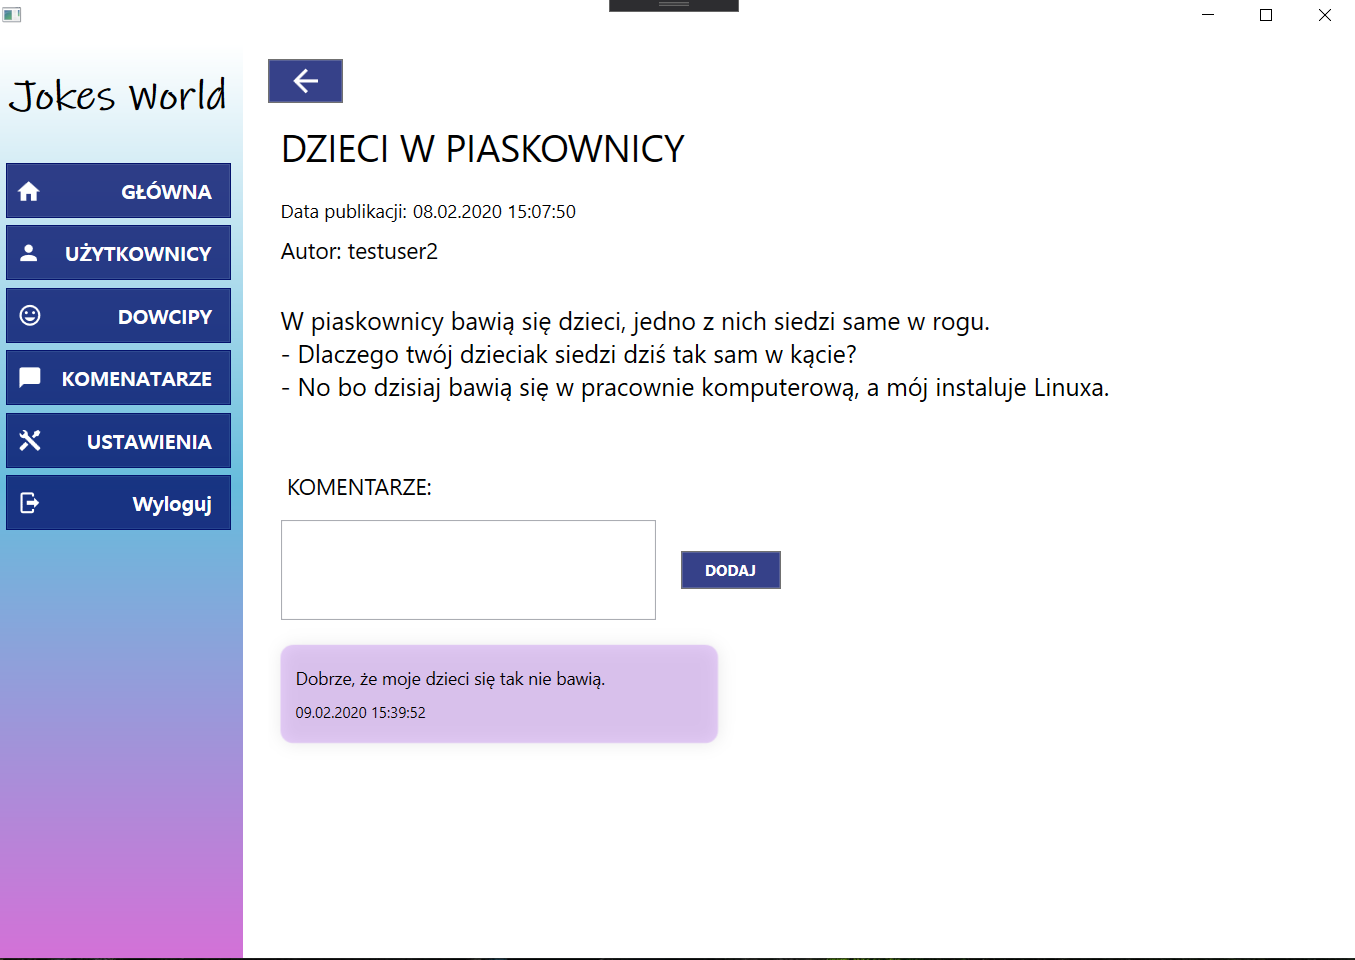 Jokes World
GŁÓWNA
UŻYTKOWNICY
DOWCIPY
KOMENATARZE
USTAWIENIA
Wyloguj
DZIECI W PIASKOWNICY
Data publikacji: 08.02.2020 15:07:50
Autor: testuser2
W piaskownicy bawią się dzieci, jedno z nich siedzi same w rogu.
- Dlaczego twój dzieciak siedzi dziś tak sam w kącie?
- No bo dzisiaj bawią się w pracownie komputerową, a mój instaluje Linuxa.
KOMENTARZE:
DODAJ
Dobrze, że moje dzieci się tak nie bawią.
09.02.2020 15:39:52